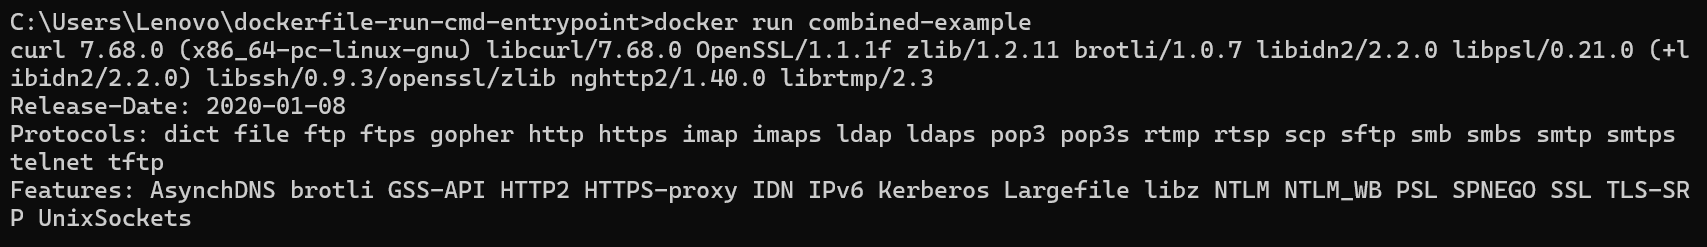 C:\Users\Lenovo\dockerfile-run-cmd-entrypoint>docker run combined-example
curl 7.68.0 (x86_64-pc-linux-gnu) libcurl/7.68.0 OpenSSL/1.1.1f zlib/1.2.11 brotli/1.0.7 libidn2/2.2.0 libpsl/0.21.0 (+l
ibidn2/2.2.0) libssh/0.9.3/openssl/zlib nghttp2/1.40.0 librtmp/2.3
Release-Date: 2020-01-08
Protocols: dict file ftp ftps gopher http https imap imaps ldap ldaps pop3 pop3s rtmp rtsp scp sftp smb smbs smtp smtps
telnet tftp
Features: AsynchDNS brotli GSS-API HTTP2 HTTPS-proxy IDN IPv6 Kerberos Largefile libz NTLM NTLM_WB PSL SPNEGO SSL TLS-SR
P UnixSockets